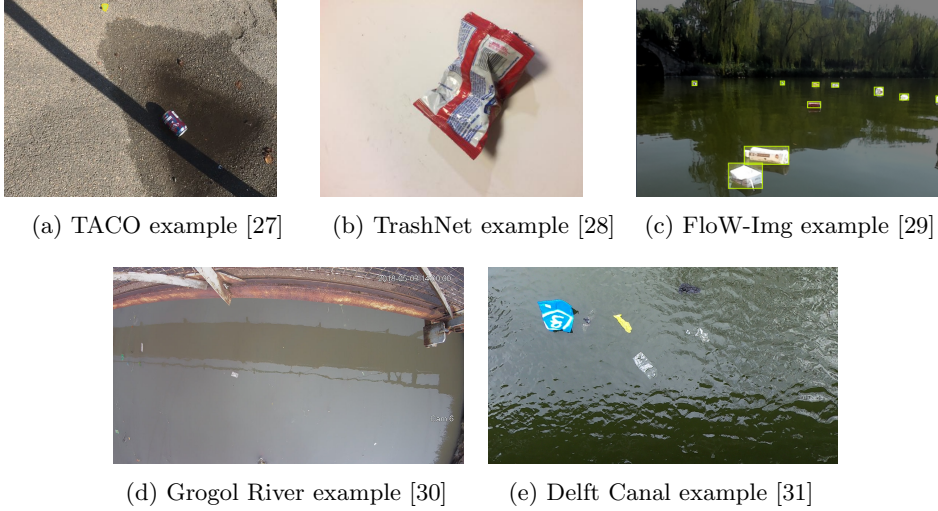 (a) TACO example [27]
(b) TrashNet example [28]
(c) FloW-Img example [29]
(d) Grogol River example [30]
(e) Delft Canal example [31]